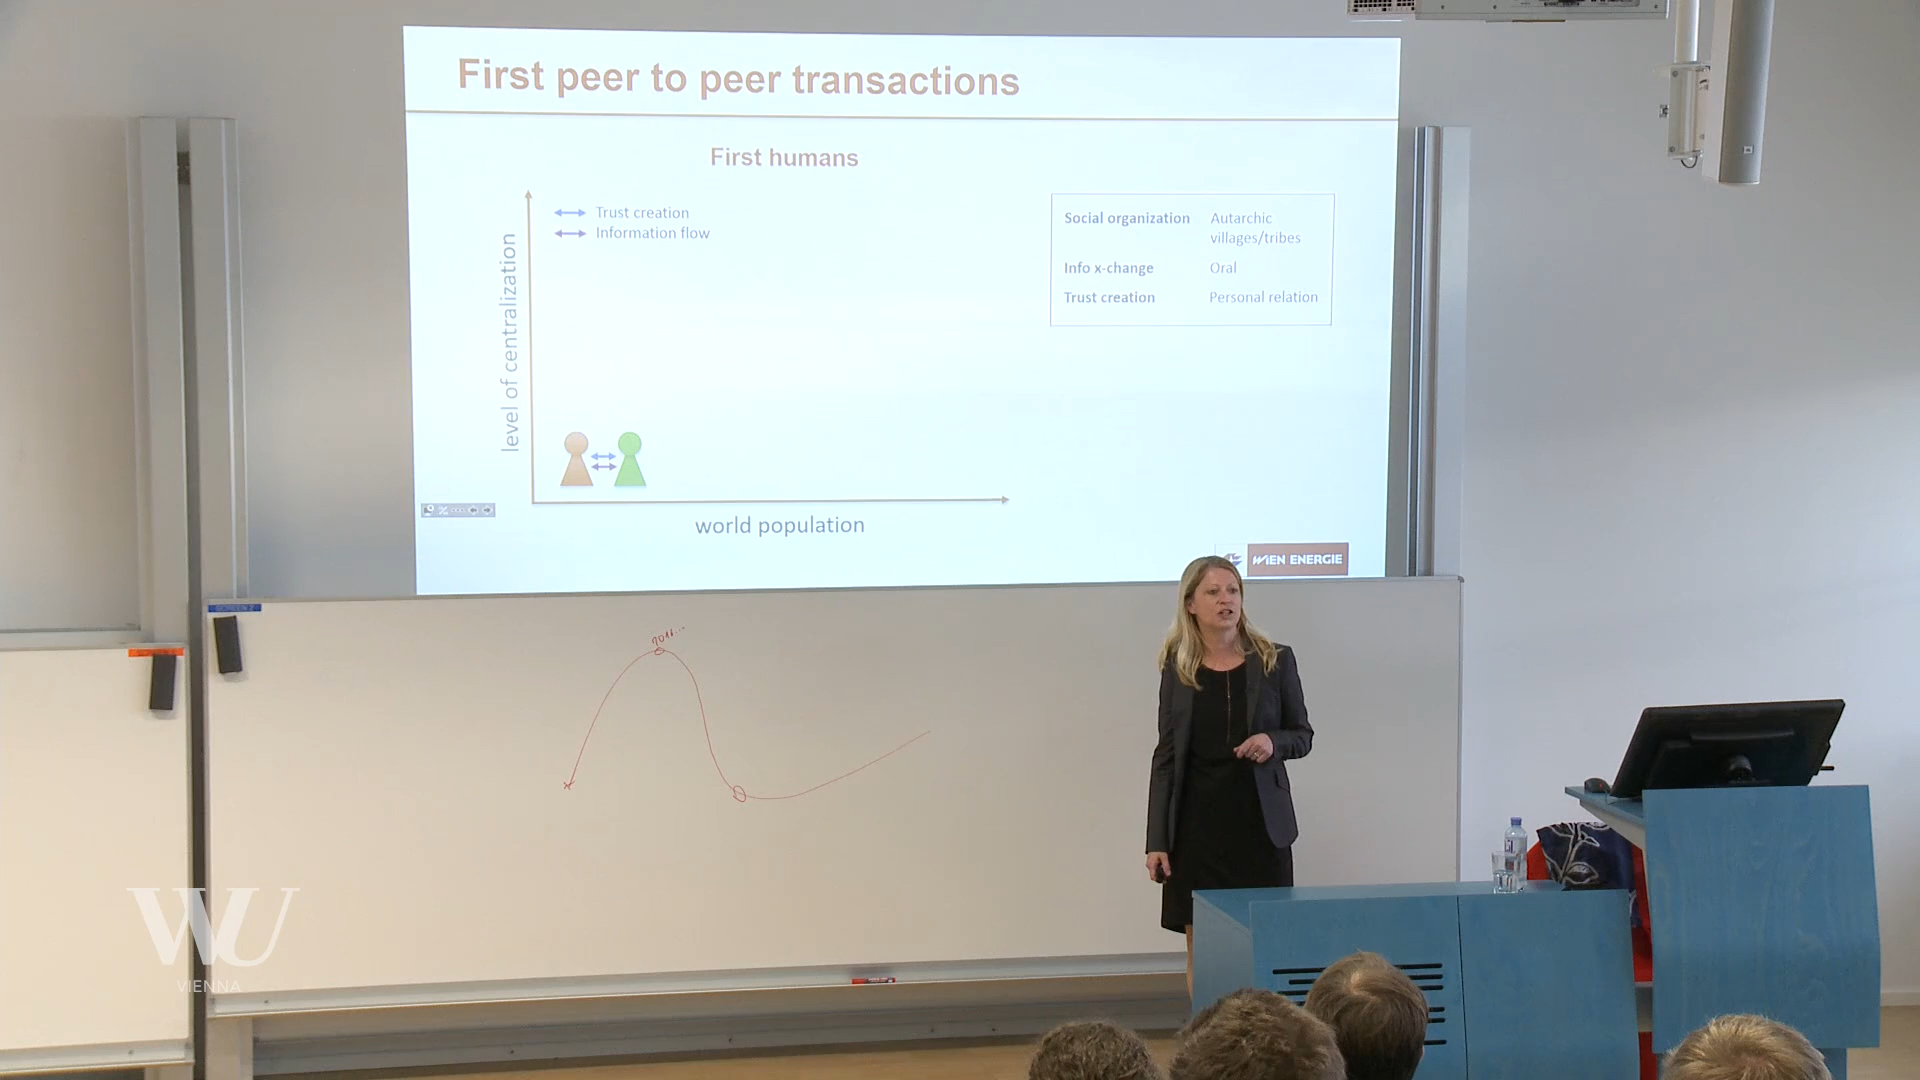 First peer to peer transactions
First humans
Trust creation
Information flow
level of centralization
world population
Social organization Autarchic
villages/tribes
Info x-change Oral
Trust creation Personal relation
WIEN ENERGIE
WU
VIENNA